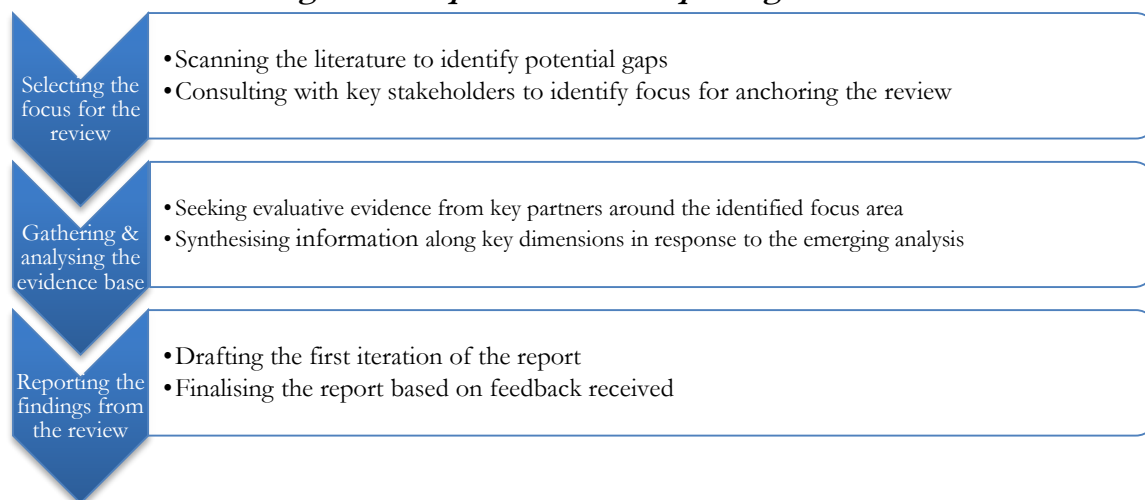 Selecting the
focus for the
review
•Scanning the literature to identify potential gaps
•Consulting with key stakeholders to identify focus for anchoring the review
Gathering &
analysing the
evidence base
•Seeking evaluative evidence from key partners around the identified focus area
•Synthesising information along key dimensions in response to the emerging analysis
Reporting the
findings from
the review
•Drafting the first iteration of the report
•Finalising the report based on feedback received